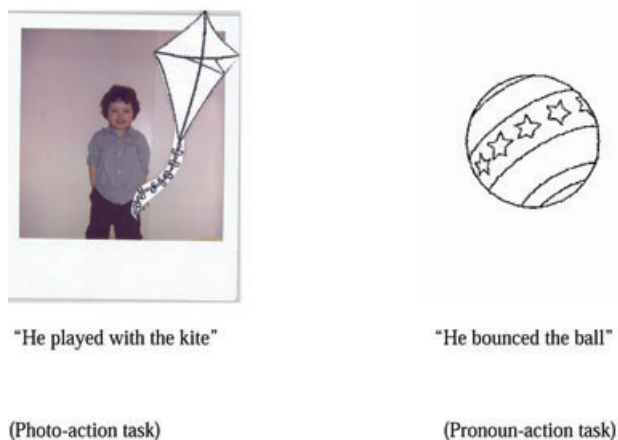 “He played with the kite”
“He bounced the ball”
(Photo-action task)
(Pronoun-action task)